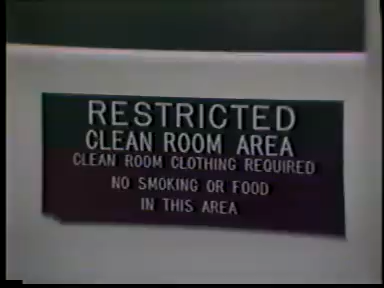 RESTRICTED
CLEAN ROOM AREA
CLEAN ROOM CLOTHING REQUIRED
NO SMOKING OR FOOD
IN THIS AREA